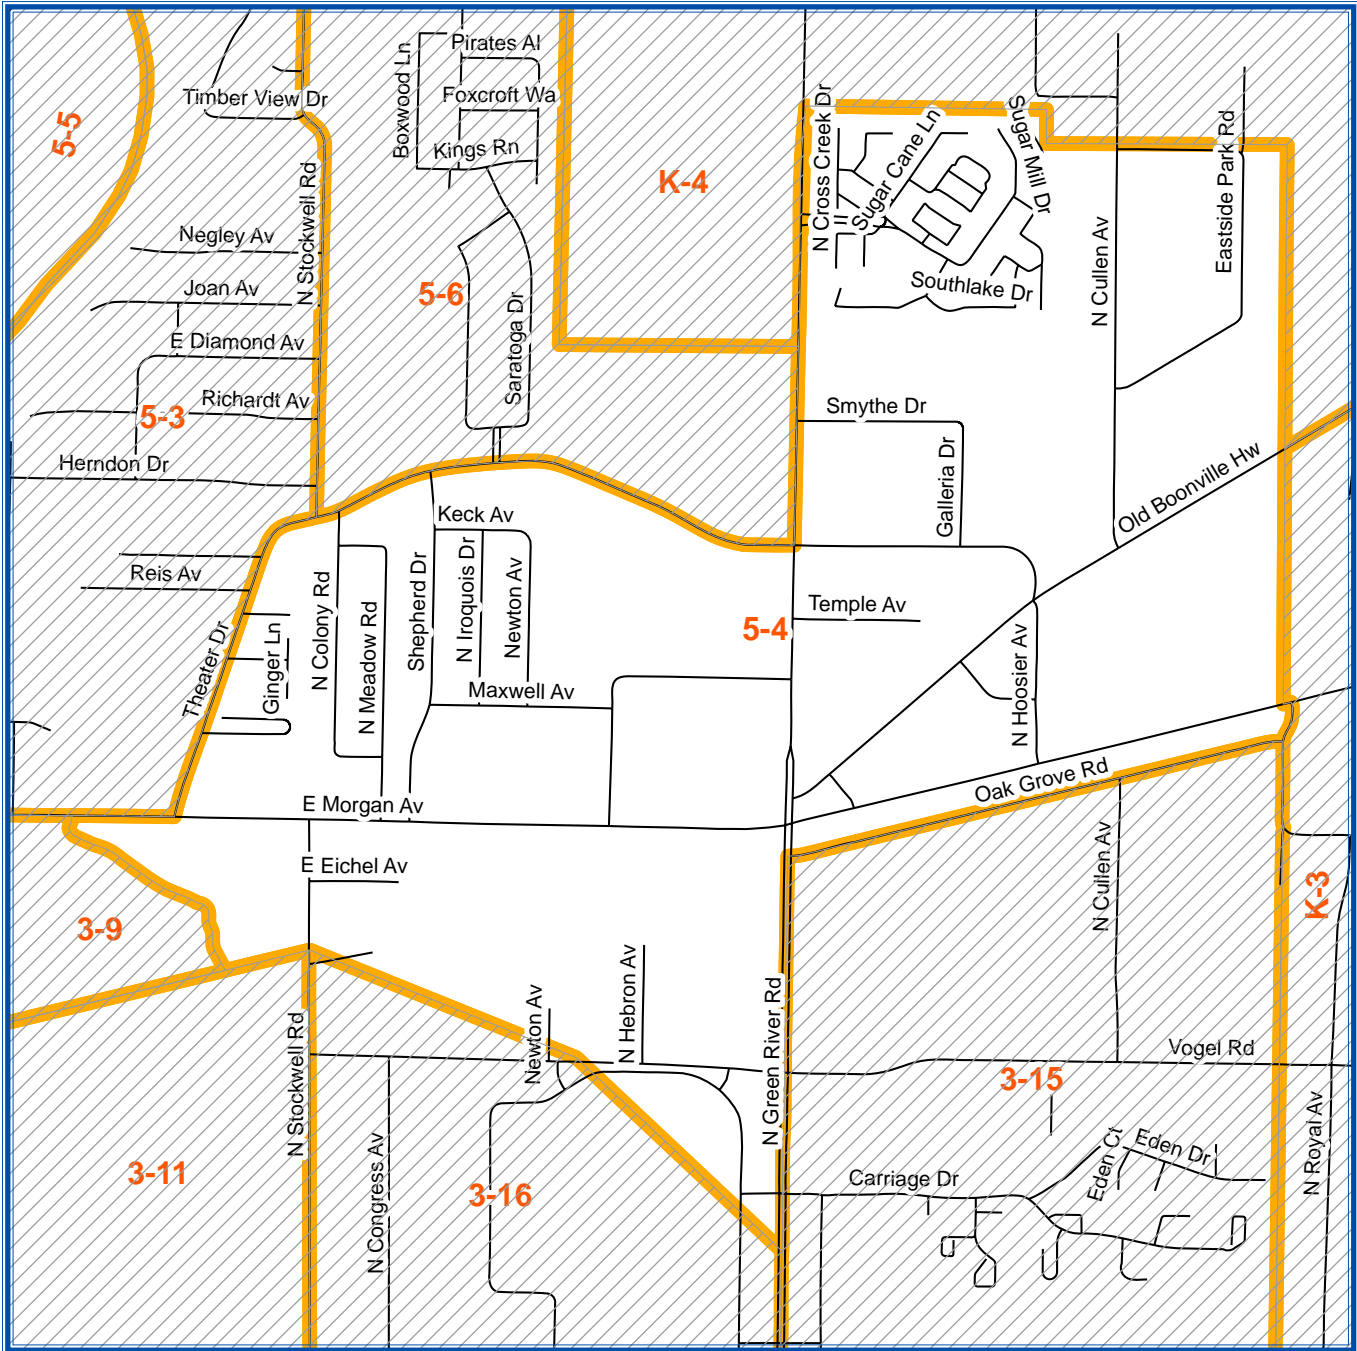 Pirates Al
Boxwood Ln
Foxcroft Wa
Timber View Dr
5-5
Kings Rn
K-4
N Cross Creek Dr
Sugar Cane Ln
Sugar Mill Dr
Eastside Park Rd
N Stockwell Rd
Negley Av
N Cullen Av
Joan Av
5-6
Southlake Dr
E Diamond Av
Saratoga Dr
Richardt Av
5-3
Smythe Dr
Herndon Dr
Galleria Dr
Old Boonville Hw
Keck Av
Reis Av
N Colony Rd
N Meadow Rd
Shepherd Dr
N Iroquois Dr
Newton Av
Temple Av
5-4
Theater Dr
Ginger Ln
N Hoosier Av
Maxwell Av
Oak Grove Rd
E Morgan Av
E Eichel Av
N Cullen Av
K-3
3-9
Newton Av
N Hebron Av
N Green River Rd
N Stockwell Rd
Vogel Rd
3-15
N Congress Av
Eden Ct
Eden Dr
N Royal Av
3-11
3-16
Carriage Dr